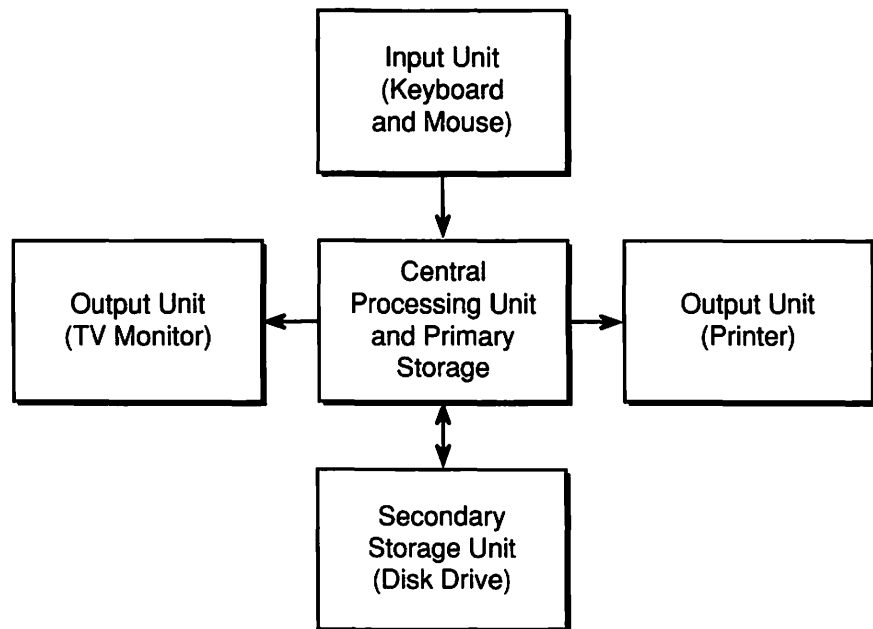 Input Unit
(Keyboard
and Mouse)
Output Unit
(TV Monitor)
Central
Processing Unit
and Primary
Storage
Output Unit
(Printer)
Secondary
Storage Unit
(Disk Drive)